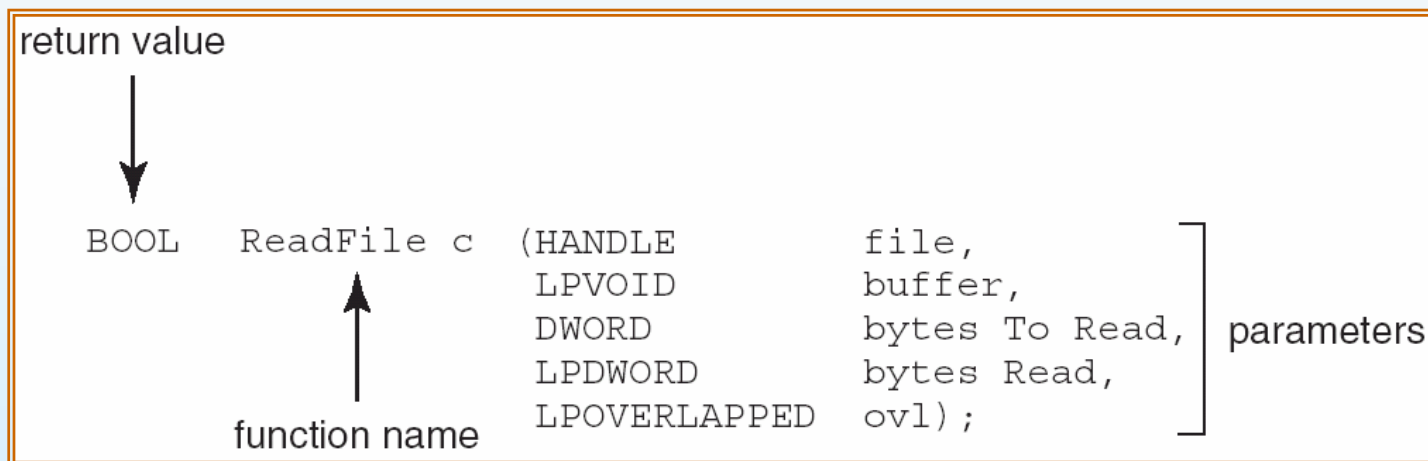 return value
BOOL ReadFile c (HANDLE file,
LPVOID buffer,
DWORD bytes To Read,
parameters
LPDWORD bytes Read,
LPOVERLAPPED ovl);
function name